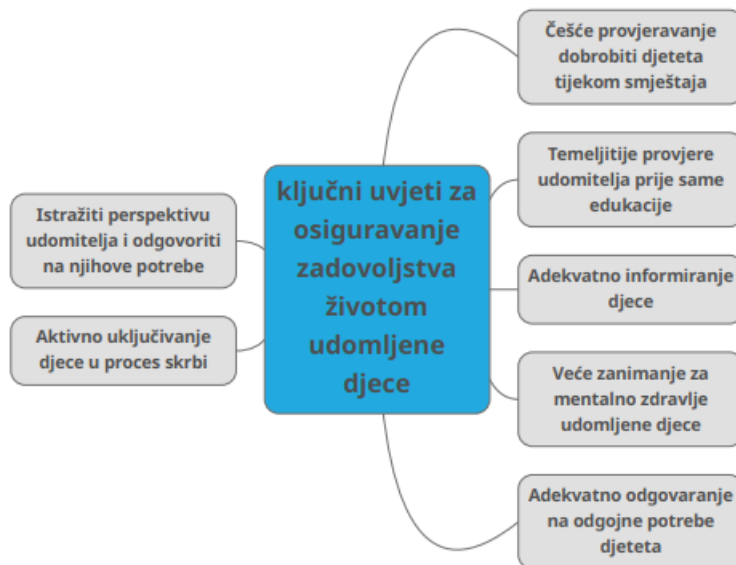 ključni uvjeti za
osiguravanje
zadovoljstva
životom
udomljene
djece
Češće provjeravanje
dobrobiti djeteta
tijekom smještaja
Temeljitije provjere
udomitelja prije same
edukacije
Adekvatno informiranje
djece
Veće zanimanje za
mentalno zdravlje
udomljene djece
Adekvatno odgovaranje
na odgojne potrebe
djeteta
Istražiti perspektivu
udomitelja i odgovoriti
na njihove potrebe
Aktivno uključivanje
djece u proces skrbi